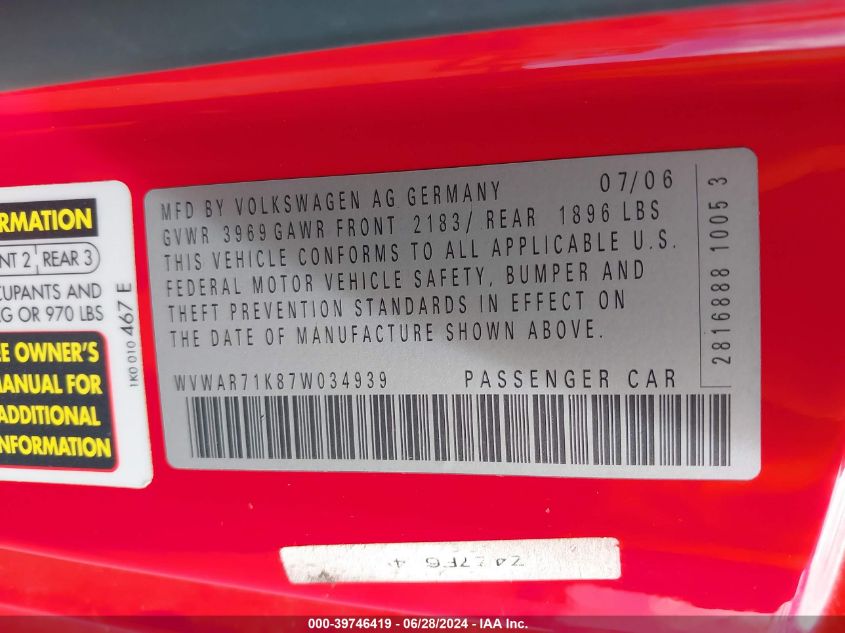 RMATION
NT 2 REAR 3
CUPANTS AND
G OR 970 LBS
E OWNER'S
MANUAL FOR
ADDITIONAL
NFORMATION
1K0 010 467 E
MFD BY VOLKSWAGEN AG GERMANY 07/06
GVWR 3969 GAWR FRONT 2183/ REAR 1896 LBS
THIS VEHICLE CONFORMS TO ALL APPLICABLE U.S.
FEDERAL MOTOR VEHICLE SAFETY, BUMPER AND
THEFT PREVENTION STANDARDS IN EFFECT ON
THE DATE OF MANUFACTURE SHOWN ABOVE.
WVWAR71K87W034939 PASSENGER CAR
2816888 1005 3
000-39746419 - 06/28/2024 - IAA Inc.